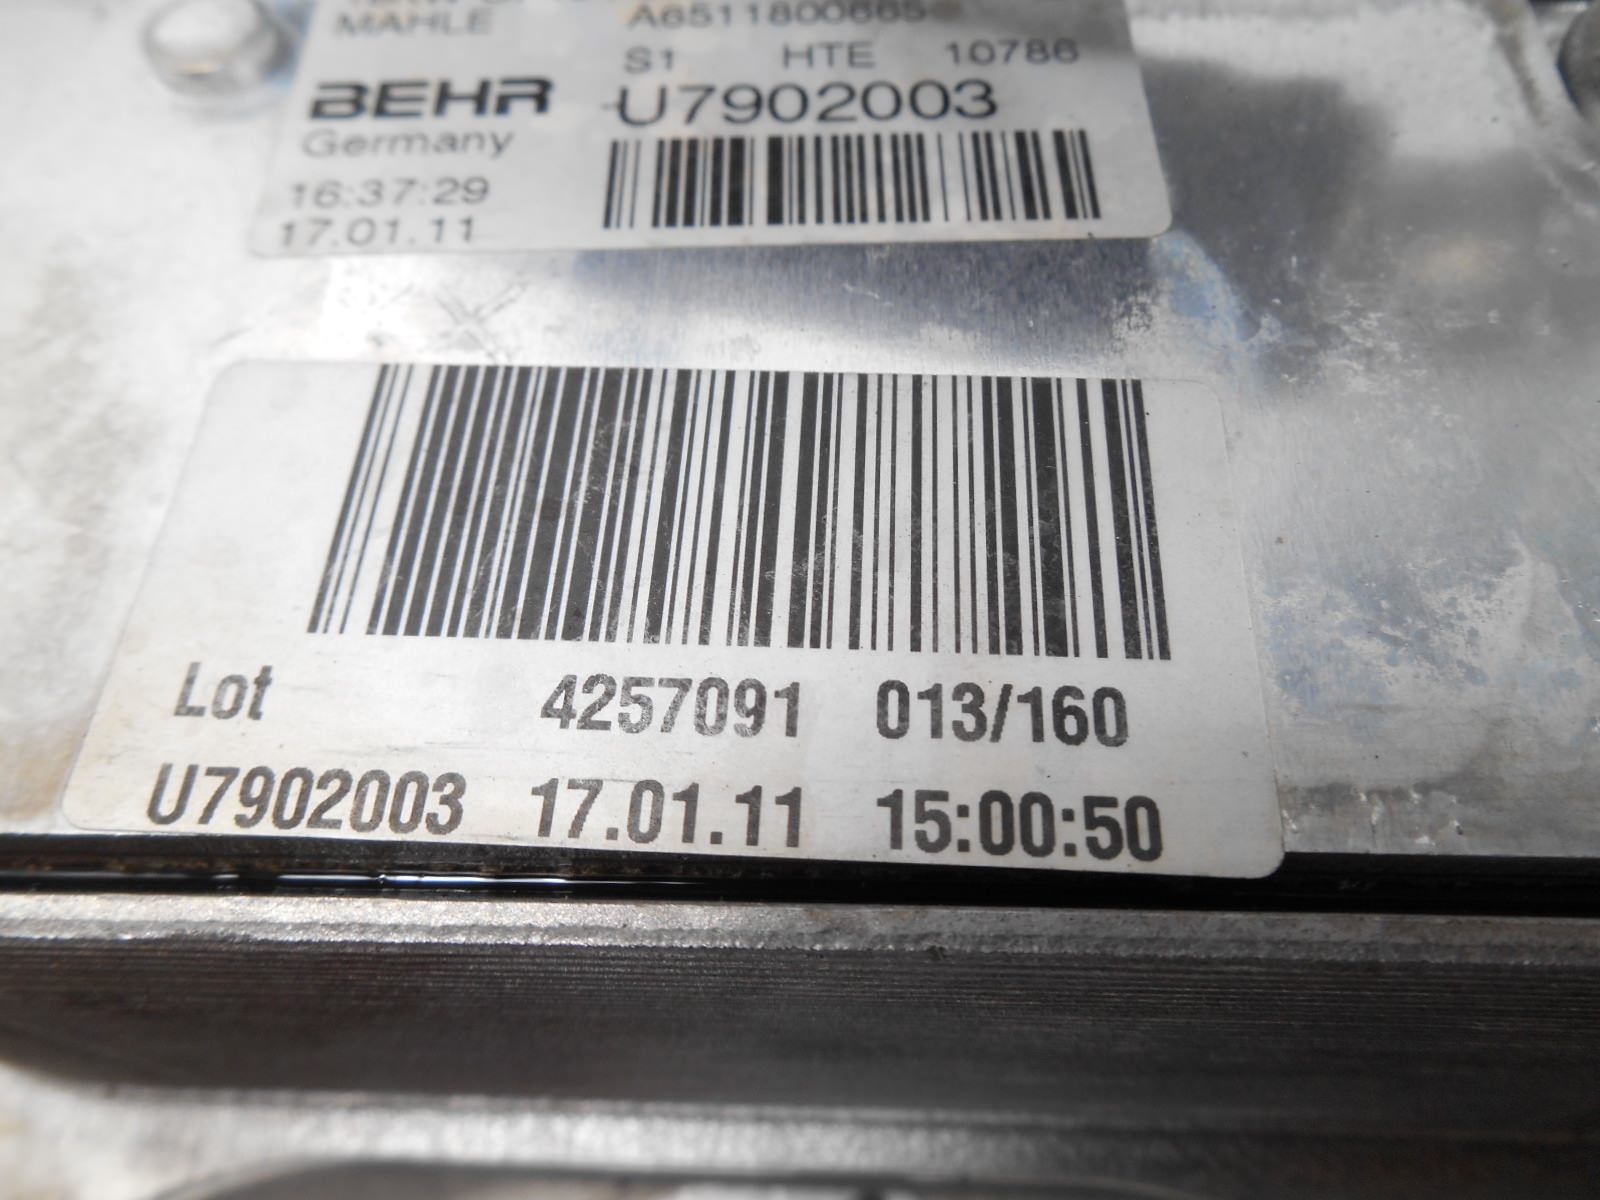 MAHLE A6511800665
S1 HTE 10786
BEHR U7902003
Germany
16:37:29
17.01.11
Lot 4257091 013/160
U7902003 17.01.11 15:00:50